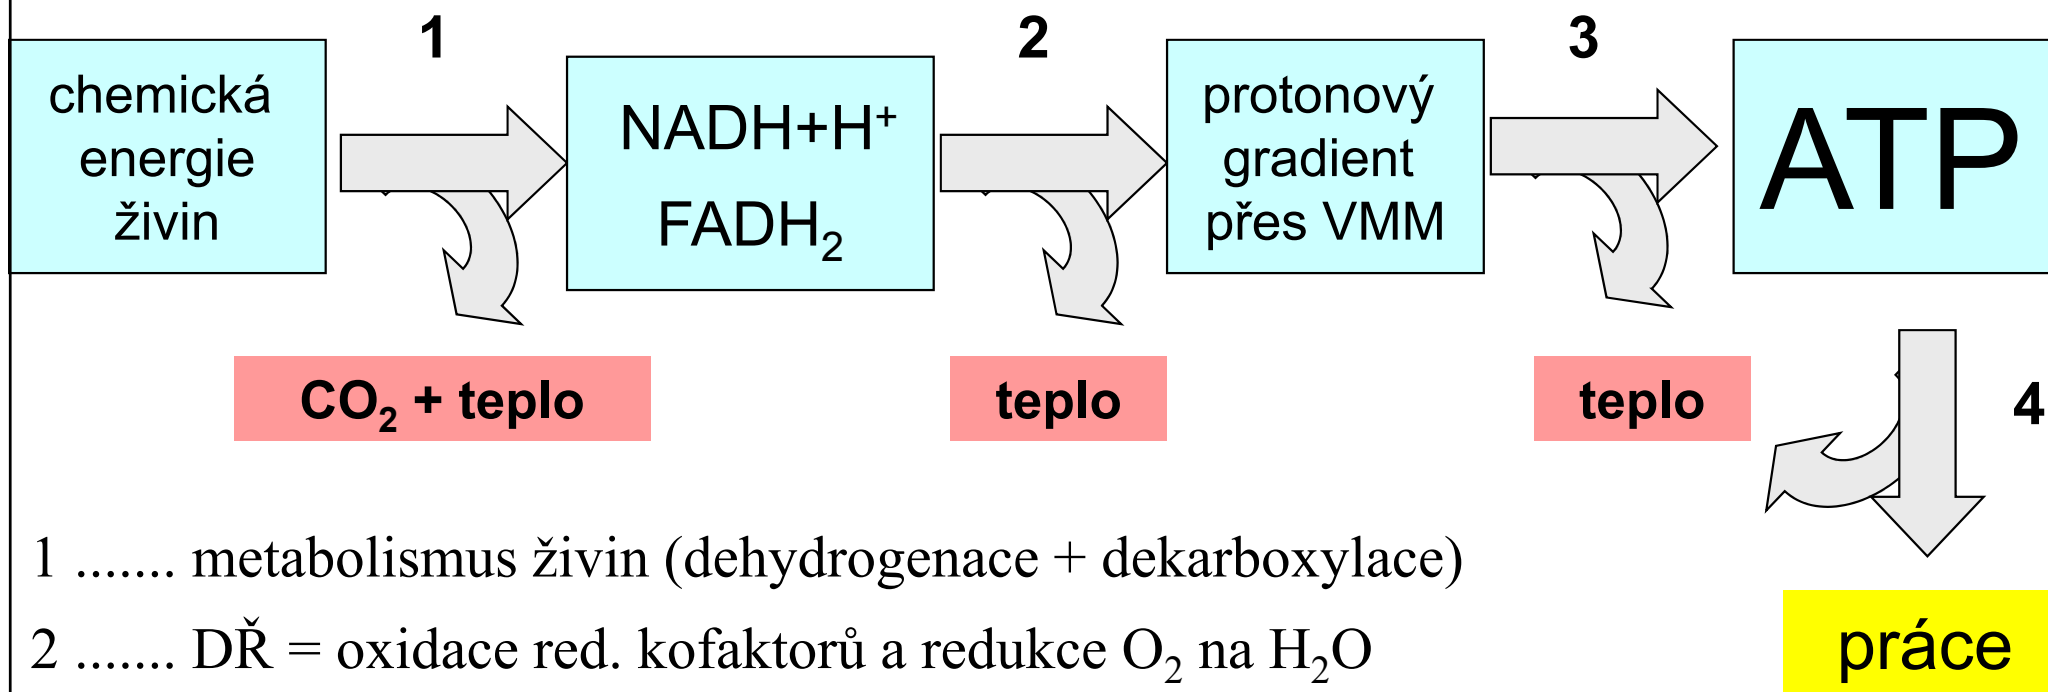 1
2
3
chemická
energie
živin
NADH+H⁺
FADH₂
protonový
gradient
přes VMM
ATP
CO₂ + teplo
teplo
teplo
4
1 ....... metabolismus živin (dehydrogenace + dekarboxylace)
2 ....... DŘ = oxidace red. kofaktorů a redukce O₂ na H₂O
práce